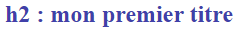 h2 : mon premier titre